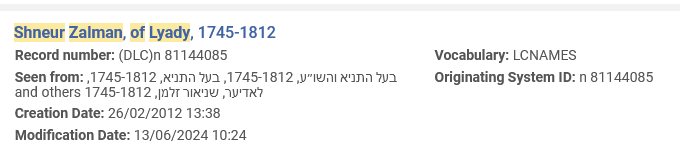 Shneur Zalman, of Lyady, 1745-1812
Record number: (DLC)n 81144085
Vocabulary: LCNAMES
Seen from: בעל התניא והשו״ע, 1745-1812, בעל התניא, 1745-1812,
לאדיער, שניאור זלמן, 1745-1812 and others
Originating System ID: n 81144085
Creation Date: 26/02/2012 13:38
Modification Date: 13/06/2024 10:24